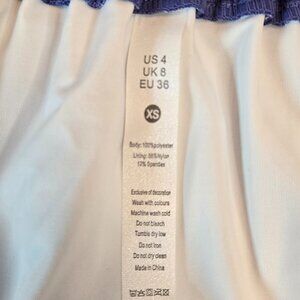 US 4
UK 8
EU 36
XS
Body: 100%polyester
Lining: 88%Nylon
12% Spandex
Exclusive of decoration
Wash with colours
Machine wash cold
Do not bleach
Tumble dry low
Do not iron
Do not dry clean
Made in China